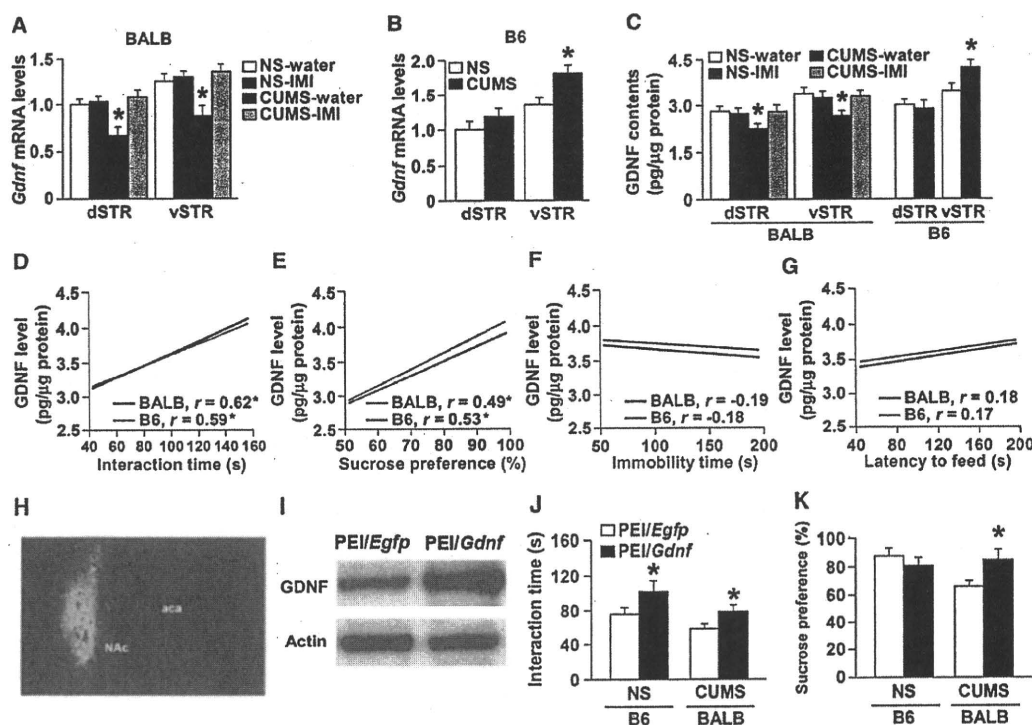 A
BALB
Gdnf mRNA levels
1.5
1.0
0.5
0
NS-water
NS-IMI
CUMS-water
CUMS-IMI
*
*
dSTR
vSTR
B
B6
Gdnf mRNA levels
2.0
1.5
1.0
0.5
0
NS
CUMS
*
dSTR
vSTR
C
GDNF contents
(pg/µg protein)
6.0
4.5
3.0
1.5
0
NS-water
CUMS-water
NS-IMI
CUMS-IMI
*
*
*
dSTR
vSTR
dSTR vSTR
BALB
B6
D
GDNF level
(pg/µg protein)
4.5
4.0
3.5
3.0
2.5
BALB, r = 0.62*
B6, r = 0.59*
40 60 80 100 120 140 160
Interaction time (s)
E
GDNF level
(pg/µg protein)
4.5
4.0
3.5
3.0
2.5
BALB, r = 0.49*
B6, r = 0.53*
50 60 70 80 90 100
Sucrose preference (%)
F
GDNF level
(pg/µg protein)
4.5
4.0
3.5
3.0
2.5
BALB, r = -0.19
B6, r = -0.18
50 100 150 200
Immobility time (s)
G
GDNF level
(pg/µg protein)
4.5
4.0
3.5
3.0
2.5
BALB, r = 0.18
B6, r = 0.17
40 80 120 160 200
Latency to feed (s)
H
aca
NAc
I
PEI/Egfp PEI/Gdnf
GDNF
Actin
J
Interaction time (s)
160
120
80
40
0
PEI/Egfp
PEI/Gdnf
*
*
NS
CUMS
B6
BALB
K
Sucrose preference (%)
100
80
60
40
20
0
*
NS
CUMS
B6
BALB